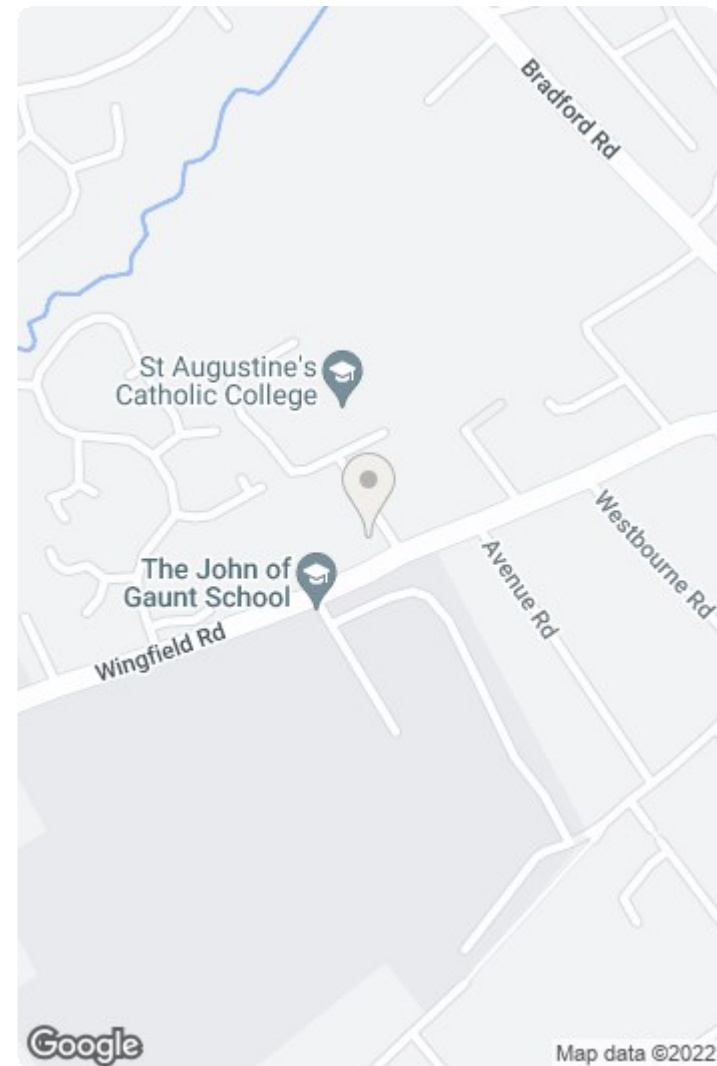 Bradford Rd
St Augustine's
Catholic College
Westbourne Rd
Avenue Rd
The John of
Gaunt School
Wingfield Rd
Google
Map data ©2022